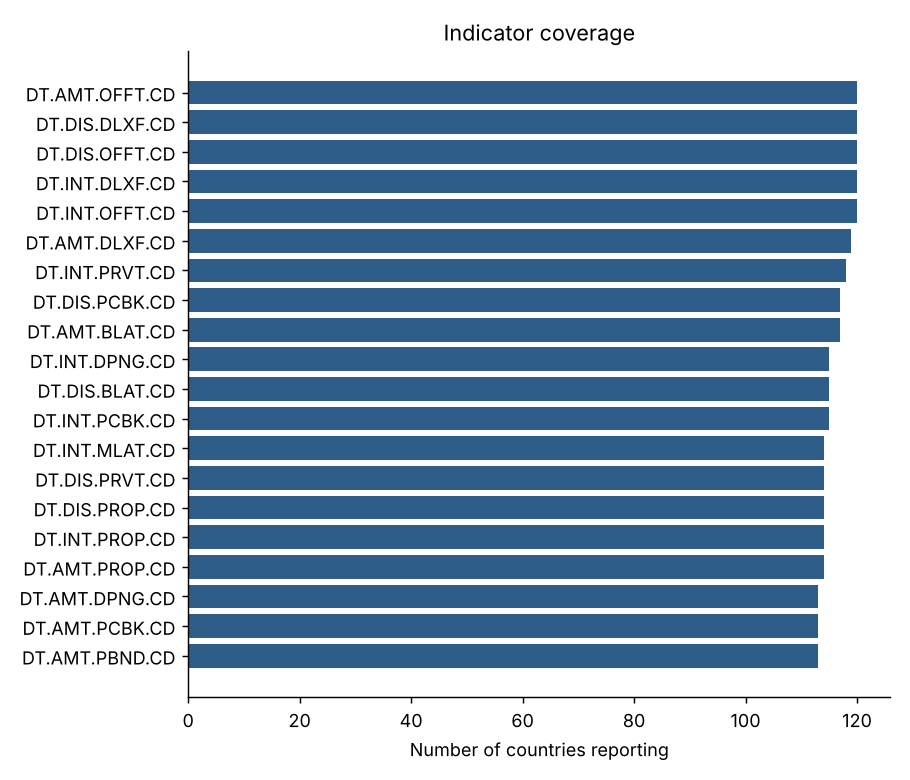 Indicator coverage
DT.AMT.OFFT.CD
DT.DIS.DLXF.CD
DT.DIS.OFFT.CD
DT.INT.DLXF.CD
DT.INT.OFFT.CD
DT.AMT.DLXF.CD
DT.INT.PRVT.CD
DT.DIS.PCBK.CD
DT.AMT.BLAT.CD
DT.INT.DPNG.CD
DT.DIS.BLAT.CD
DT.INT.PCBK.CD
DT.INT.MLAT.CD
DT.DIS.PRVT.CD
DT.DIS.PROP.CD
DT.INT.PROP.CD
DT.AMT.PROP.CD
DT.AMT.DPNG.CD
DT.AMT.PCBK.CD
DT.AMT.PBND.CD
0 20 40 60 80 100 120
Number of countries reporting